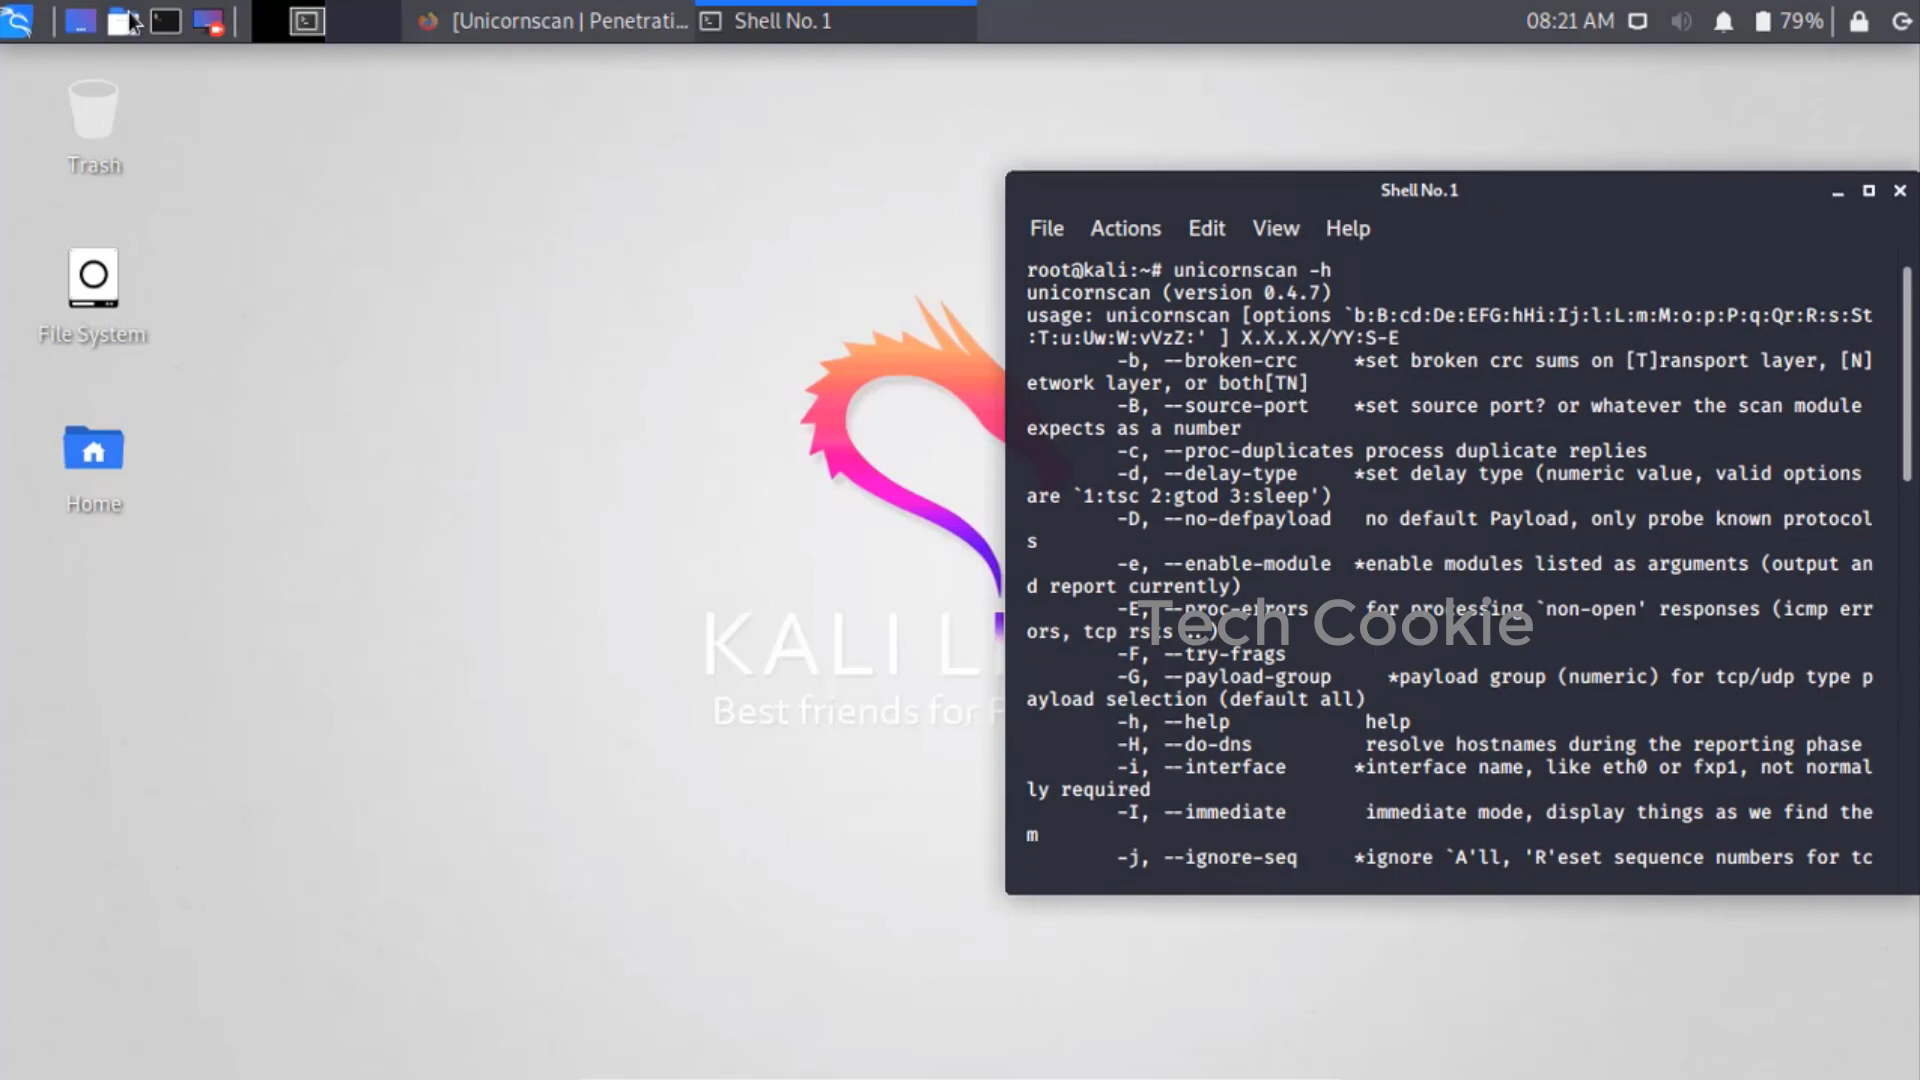 [Unicornscan | Penetrati...
Shell No. 1
08:21 AM
79%
Trash
File System
Home
KALI L
Best friends for
Shell No.1
File Actions Edit View Help
root@kali:~# unicornscan -h
unicornscan (version 0.4.7)
usage: unicornscan [options `b:B:cd:De:EFG:hHi:Ij:l:L:m:M:o:p:P:q:Qr:R:s:St
:T:u:Uw:W:vVzZ:' ] X.X.X.X/YY:S-E
-b, --broken-crc *set broken crc sums on [T]ransport layer, [N]
etwork layer, or both[TN]
-B, --source-port *set source port? or whatever the scan module
expects as a number
-c, --proc-duplicates process duplicate replies
-d, --delay-type *set delay type (numeric value, valid options
are `1:tsc 2:gtod 3:sleep')
-D, --no-defpayload no default Payload, only probe known protocol
s
-e, --enable-module *enable modules listed as arguments (output an
d report currently)
-E, --proc-errors for processing `non-open' responses (icmp err
ors, tcp rsts...)
Tech Cookie
-F, --try-frags
-G, --payload-group *payload group (numeric) for tcp/udp type p
ayload selection (default all)
-h, --help help
-H, --do-dns resolve hostnames during the reporting phase
-i, --interface *interface name, like eth0 or fxp1, not normal
ly required
-I, --immediate immediate mode, display things as we find the
m
-j, --ignore-seq *ignore `A'll, 'R'eset sequence numbers for tc